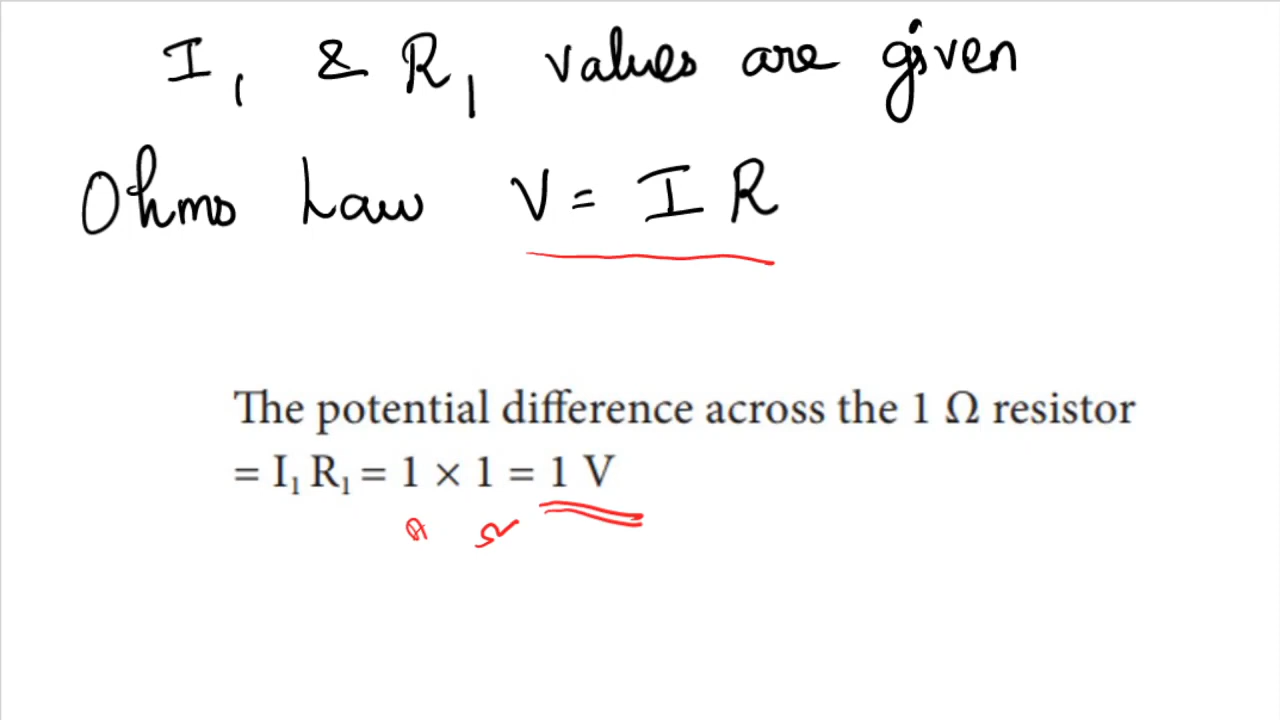 I₁ & R₁ values are given
Ohms Law V = I R
The potential difference across the 1 Ω resistor
= I₁ R₁ = 1 × 1 = 1 V
A Ω